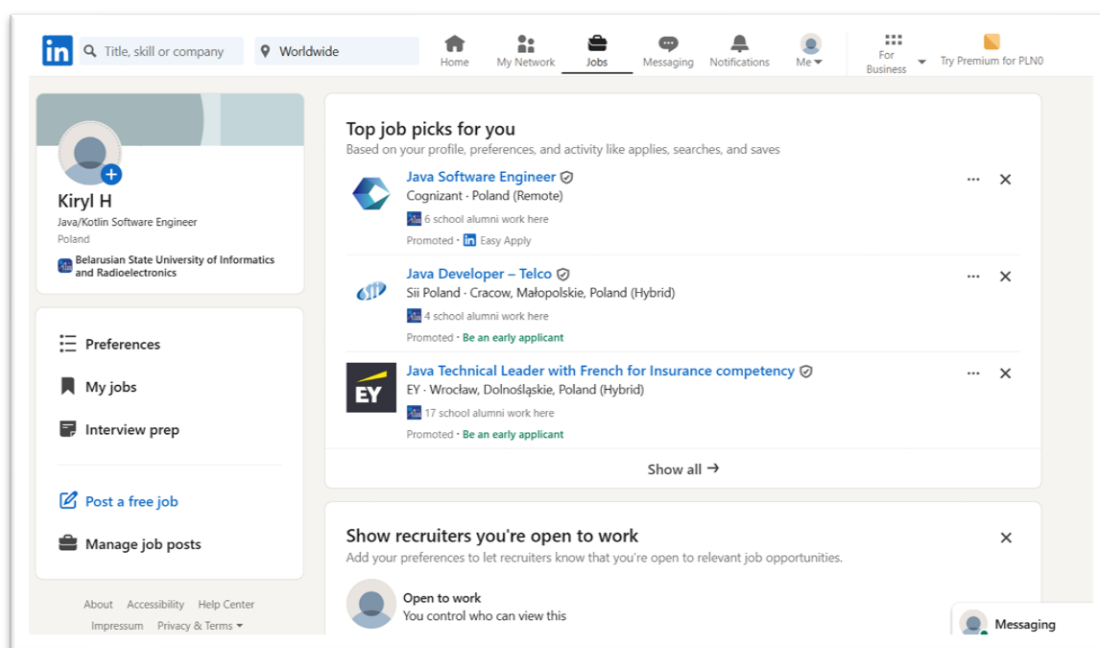 in
Title, skill or company
Worldwide
Home
My Network
Jobs
Messaging
Notifications
Me
For
Business
Try Premium for PLN0
Kiryl H
Java/Kotlin Software Engineer
Poland
Belarusian State University of Informatics
and Radioelectronics
Preferences
My jobs
Interview prep
Post a free job
Manage job posts
About Accessibility Help Center
Impressum Privacy & Terms
Top job picks for you
Based on your profile, preferences, and activity like applies, searches, and saves
Java Software Engineer
Cognizant · Poland (Remote)
6 school alumni work here
Promoted · in Easy Apply
Java Developer – Telco
Sii Poland · Cracow, Małopolskie, Poland (Hybrid)
4 school alumni work here
Promoted · Be an early applicant
EY
Java Technical Leader with French for Insurance competency
EY · Wrocław, Dolnośląskie, Poland (Hybrid)
17 school alumni work here
Promoted · Be an early applicant
Show all →
Show recruiters you're open to work
Add your preferences to let recruiters know that you're open to relevant job opportunities.
Open to work
You control who can view this
Messaging